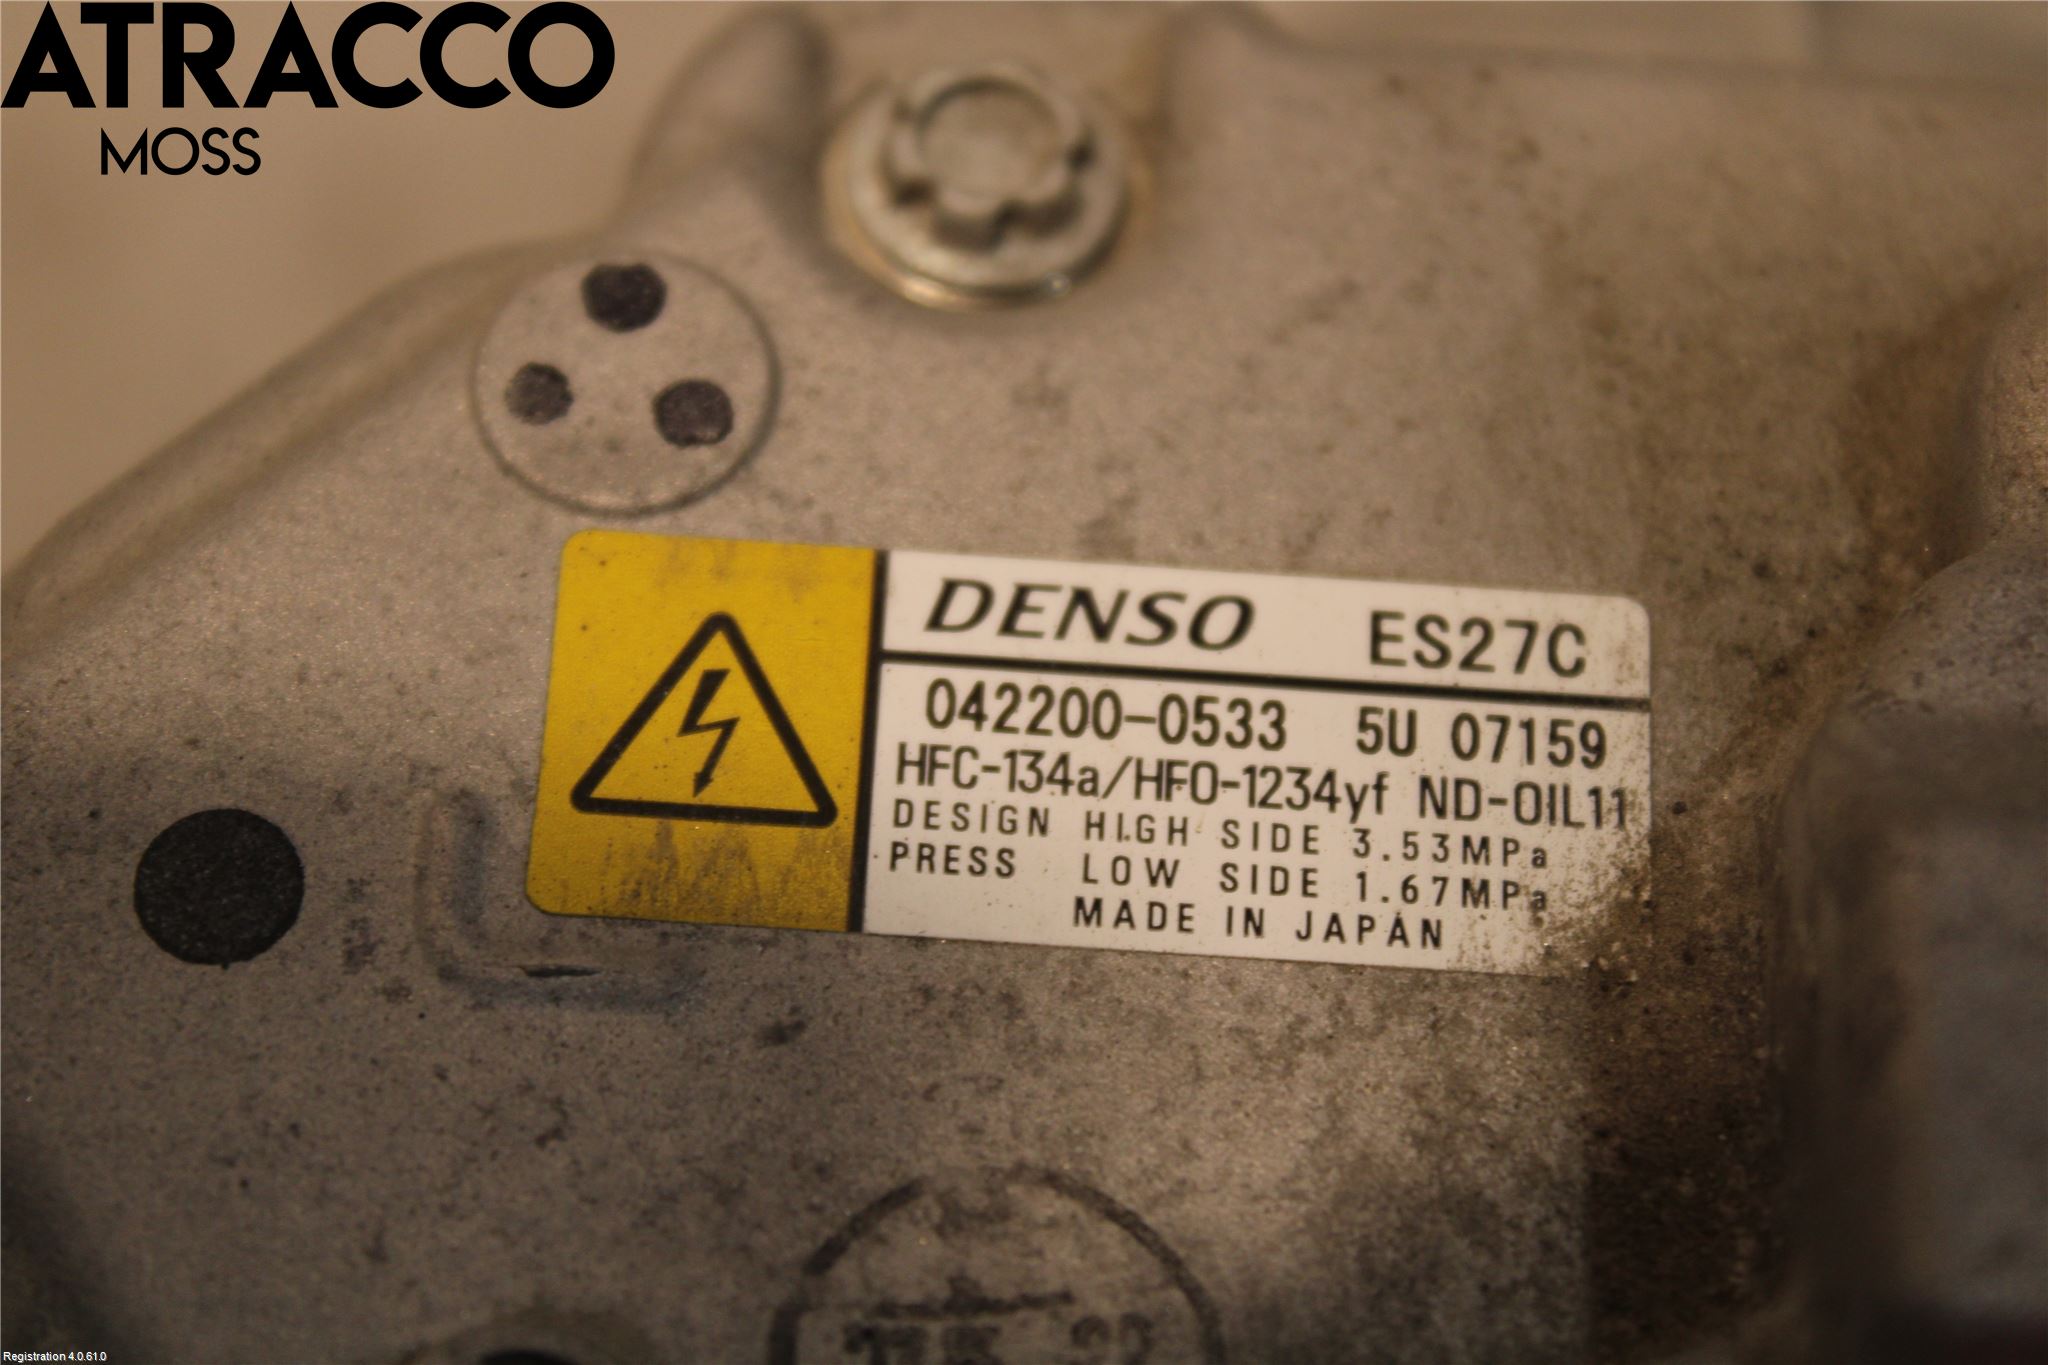 ATRACCO
MOSS
DENSO ES27C
042200-0533 5U 07159
HFC-134a/HFO-1234yf ND-OIL11
DESIGN HIGH SIDE 3.53MPa
PRESS LOW SIDE 1.67MPa
MADE IN JAPAN
Registration 4.0.61.0